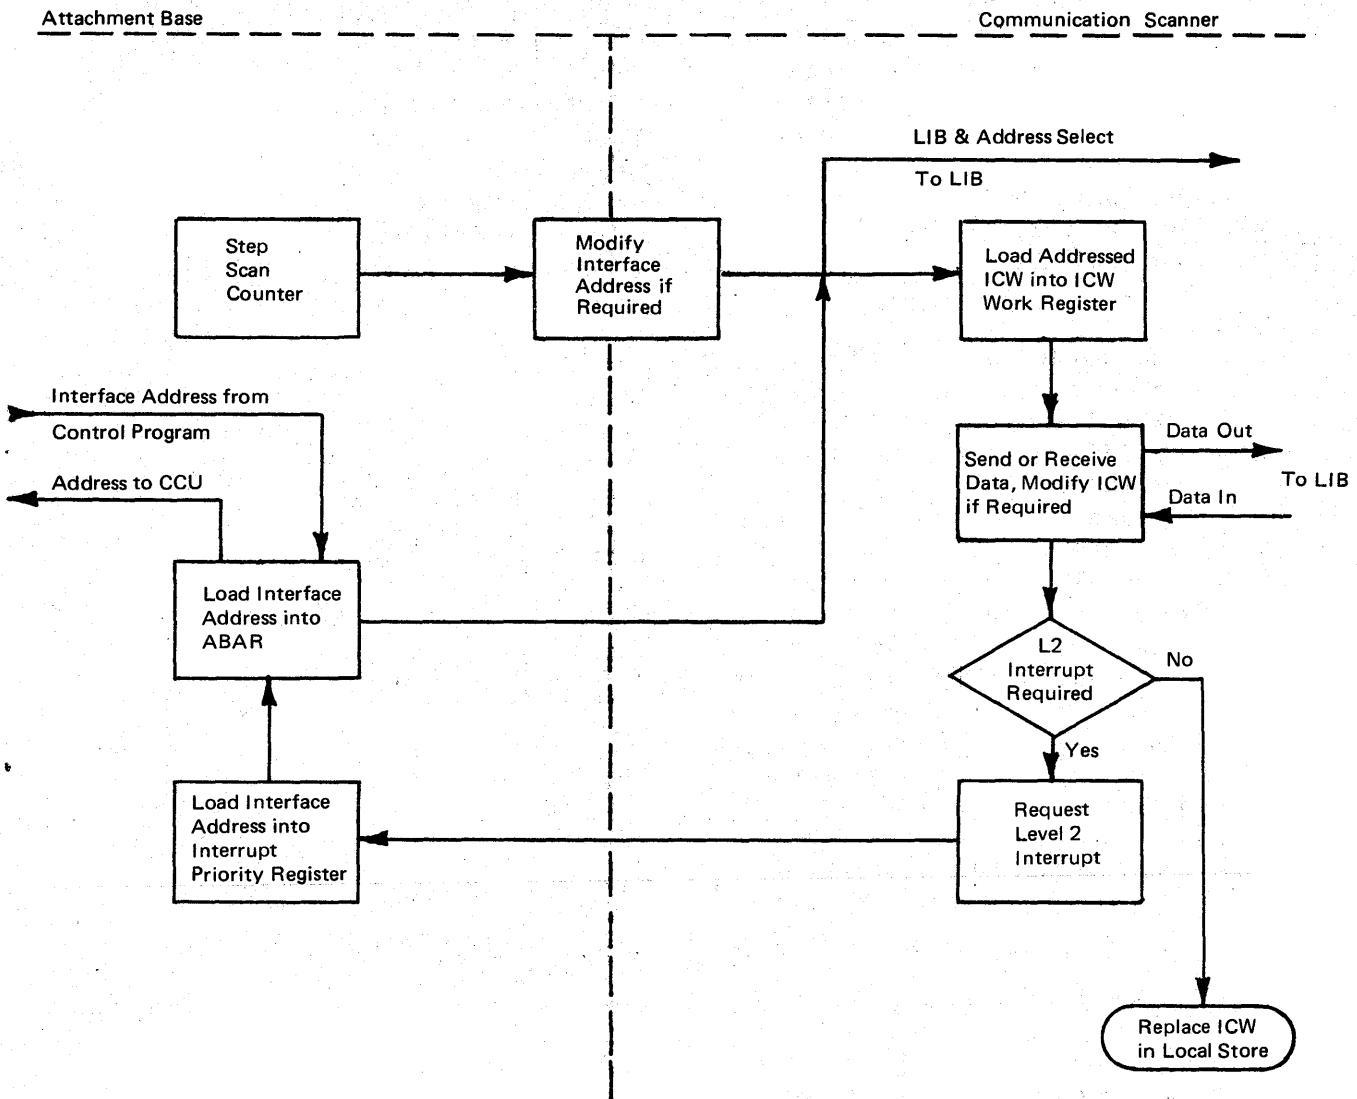 Attachment Base
Communication Scanner
LIB & Address Select
To LIB
Step
Scan
Counter
Modify
Interface
Address if
Required
Load Addressed
ICW into ICW
Work Register
Interface Address from
Control Program
Address to CCU
Send or Receive
Data, Modify ICW
if Required
Data Out
To LIB
Data In
Load Interface
Address into
ABAR
L2
Interrupt
Required
No
Yes
Load Interface
Address into
Interrupt
Priority Register
Request
Level 2
Interrupt
Replace ICW
in Local Store